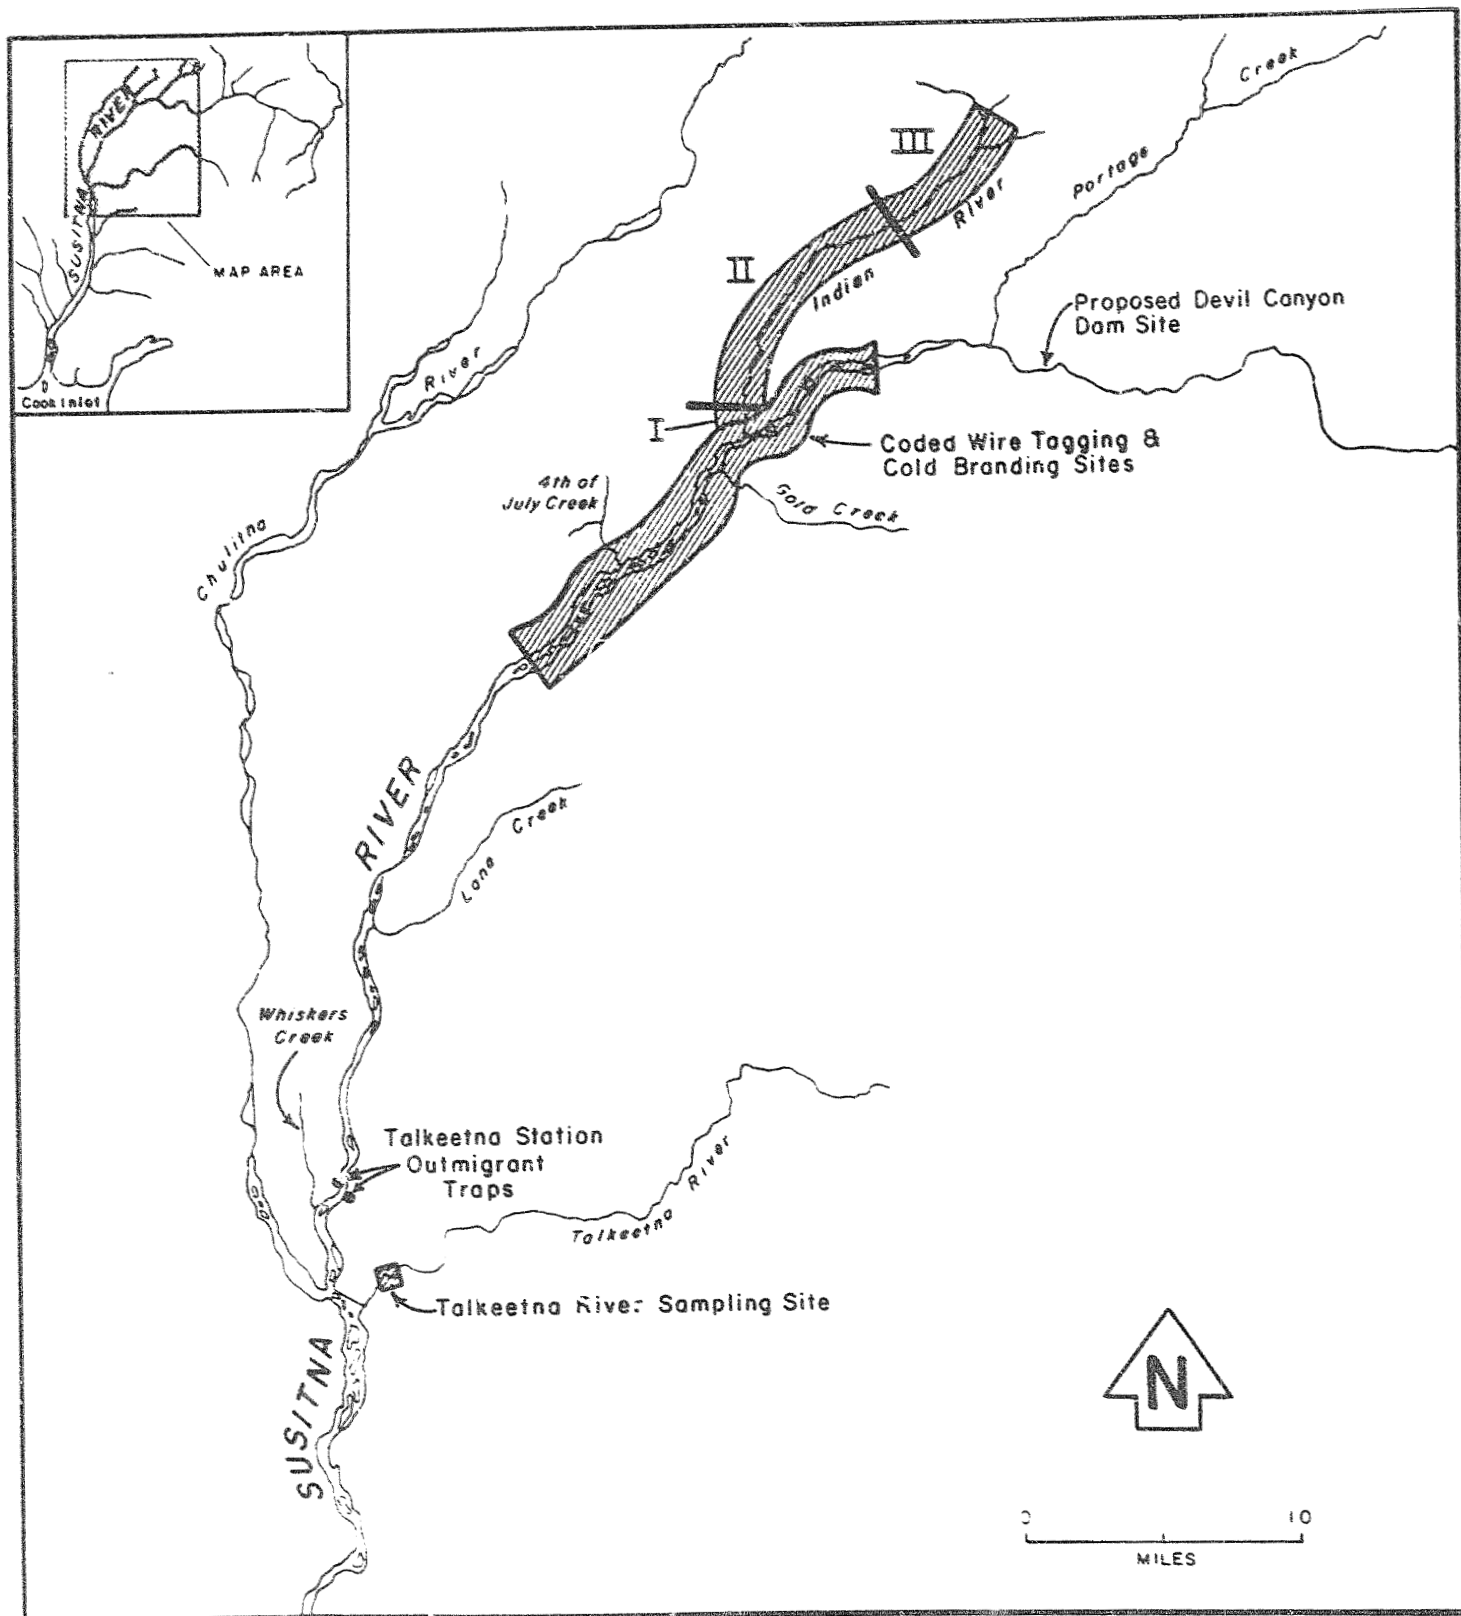 RIVER
SUSITNA
MAP AREA
Cook Inlet
III
Creek
Portage
River
II
Indian
Proposed Devil Canyon
Dam Site
River
I
Coded Wire Tagging &
Cold Branding Sites
4th of
July Creek
Gold Creek
Chulitna
RIVER
Creek
Lane
Whiskers
Creek
Talkeetna Station
Outmigrant
Traps
River
Talkeetna
Talkeetna River Sampling Site
SUSITNA
N
0 10
MILES